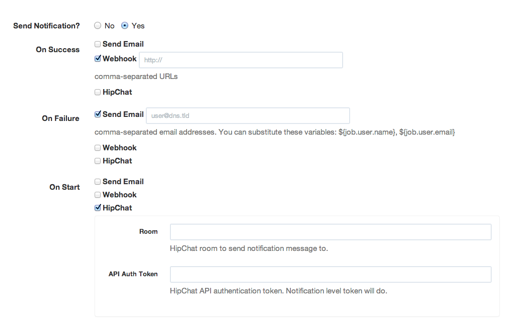 Send Notification? No Yes
On Success Send Email
Webhook http://
comma-separated URLs
HipChat
On Failure Send Email user@dns.tld
comma-separated email addresses. You can substitute these variables: ${job.user.name}, ${job.user.email}
Webhook
HipChat
On Start Send Email
Webhook
HipChat
Room
HipChat room to send notification message to.
API Auth Token
HipChat API authentication token. Notification level token will do.